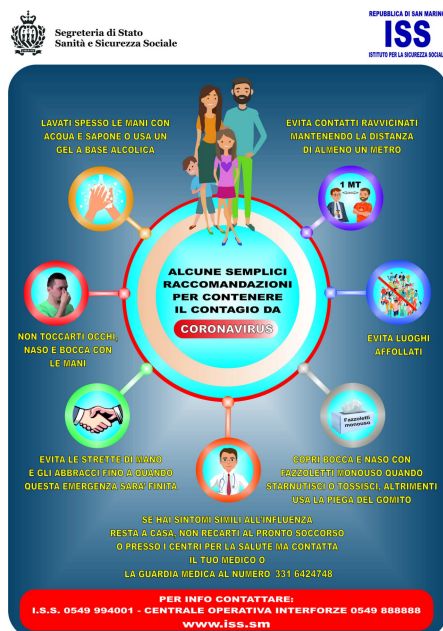 Segreteria di Stato
Sanità e Sicurezza Sociale
REPUBBLICA DI SAN MARINO
ISS
ISTITUTO PER LA SICUREZZA SOCIALE
LAVATI SPESSO LE MANI CON
ACQUA E SAPONE O USA UN
GEL A BASE ALCOLICA
EVITA CONTATTI RAVVICINATI
MANTENENDO LA DISTANZA
DI ALMENO UN METRO
1 MT
ALCUNE SEMPLICI
RACCOMANDAZIONI
PER CONTENERE
IL CONTAGIO DA
CORONAVIRUS
NON TOCCARTI OCCHI,
NASO E BOCCA CON
LE MANI
EVITA LUOGHI
AFFOLLATI
Fazzoletti
monouso
EVITA LE STRETTE DI MANO
E GLI ABBRACCI FINO A QUANDO
QUESTA EMERGENZA SARA' FINITA
COPRI BOCCA E NASO CON
FAZZOLETTI MONOUSO QUANDO
STARNUTISCI O TOSSISCI, ALTRIMENTI
USA LA PIEGA DEL GOMITO
SE HAI SINTOMI SIMILI ALL'INFLUENZA
RESTA A CASA, NON RECARTI AL PRONTO SOCCORSO
O PRESSO I CENTRI PER LA SALUTE MA CONTATTA
IL TUO MEDICO O
LA GUARDIA MEDICA AL NUMERO 331 6424748
PER INFO CONTATTARE:
I.S.S. 0549 994001 - CENTRALE OPERATIVA INTERFORZE 0549 888888
www.iss.sm